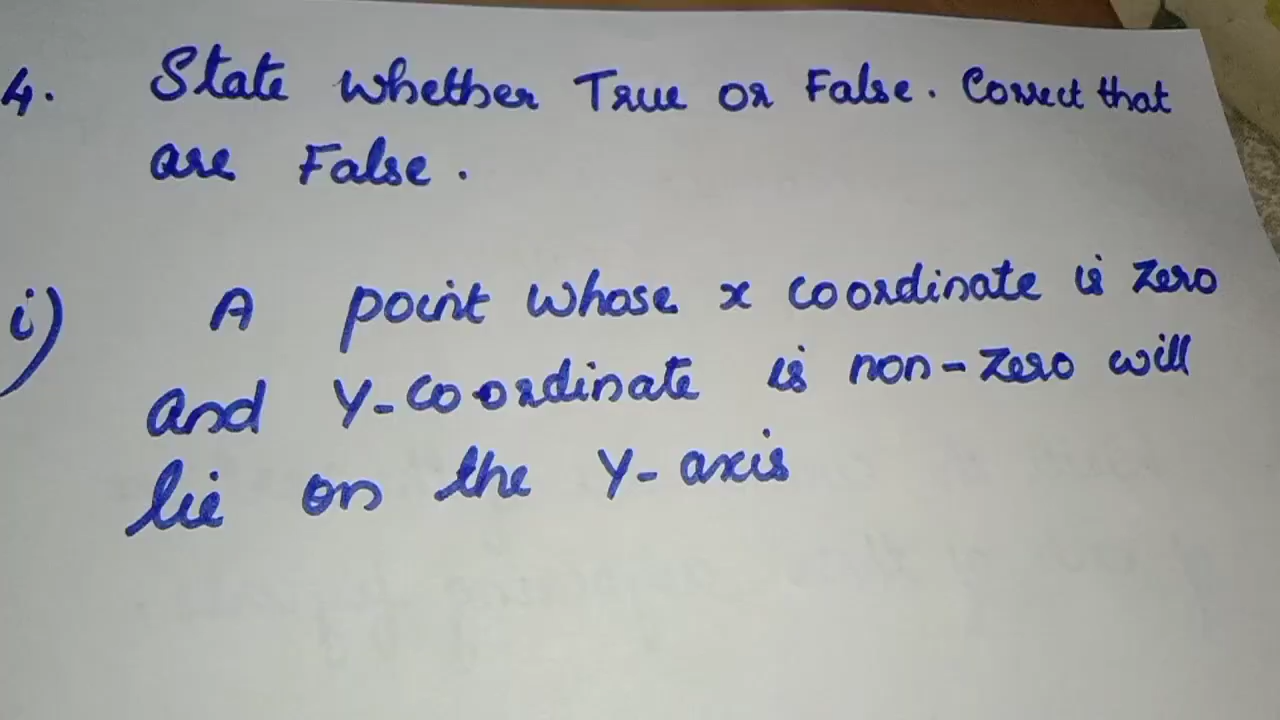 4. State whether True or False. Correct that
are False.
i) A point whose x coordinate is zero
and Y-coordinate is non-zero will
lie on the Y-axis